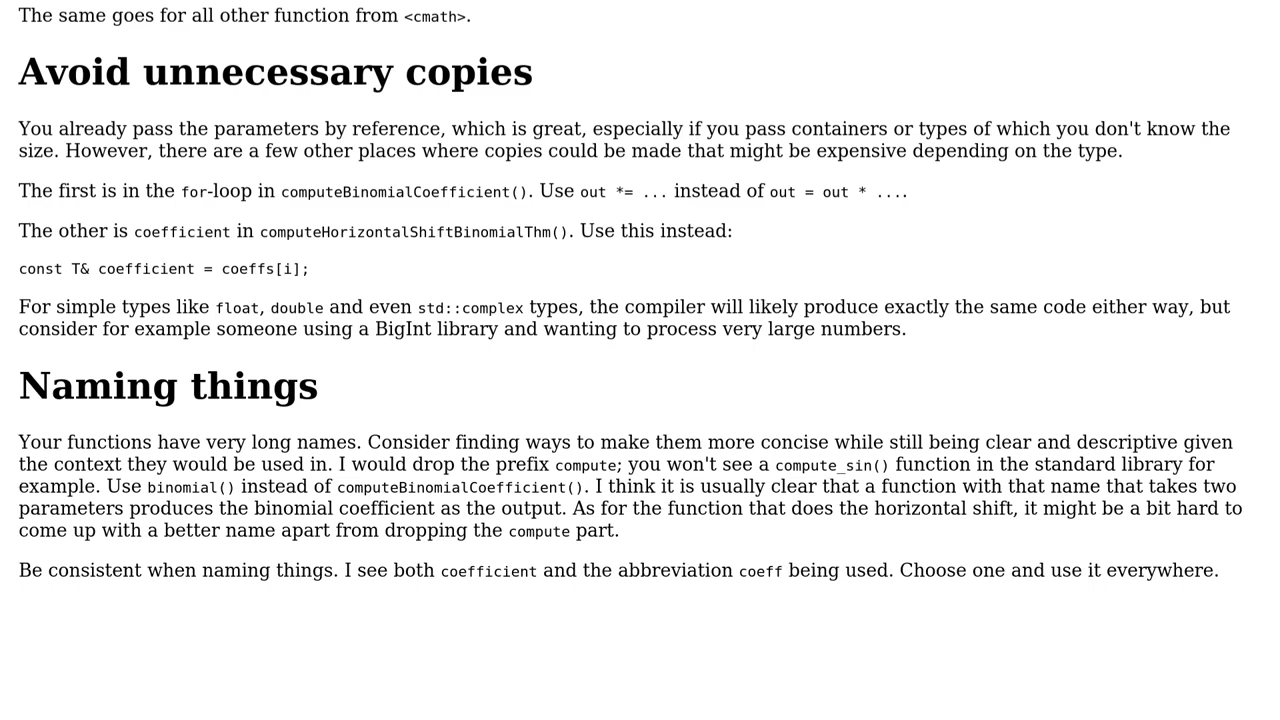 The same goes for all other function from <cmath>.
Avoid unnecessary copies
You already pass the parameters by reference, which is great, especially if you pass containers or types of which you don't know the
size. However, there are a few other places where copies could be made that might be expensive depending on the type.
The first is in the for-loop in computeBinomialCoefficient(). Use out *= ... instead of out = out * ....
The other is coefficient in computeHorizontalShiftBinomialThm(). Use this instead:
const T& coefficient = coeffs[i];
For simple types like float, double and even std::complex types, the compiler will likely produce exactly the same code either way, but
consider for example someone using a BigInt library and wanting to process very large numbers.
Naming things
Your functions have very long names. Consider finding ways to make them more concise while still being clear and descriptive given
the context they would be used in. I would drop the prefix compute; you won't see a compute_sin() function in the standard library for
example. Use binomial() instead of computeBinomialCoefficient(). I think it is usually clear that a function with that name that takes two
parameters produces the binomial coefficient as the output. As for the function that does the horizontal shift, it might be a bit hard to
come up with a better name apart from dropping the compute part.
Be consistent when naming things. I see both coefficient and the abbreviation coeff being used. Choose one and use it everywhere.